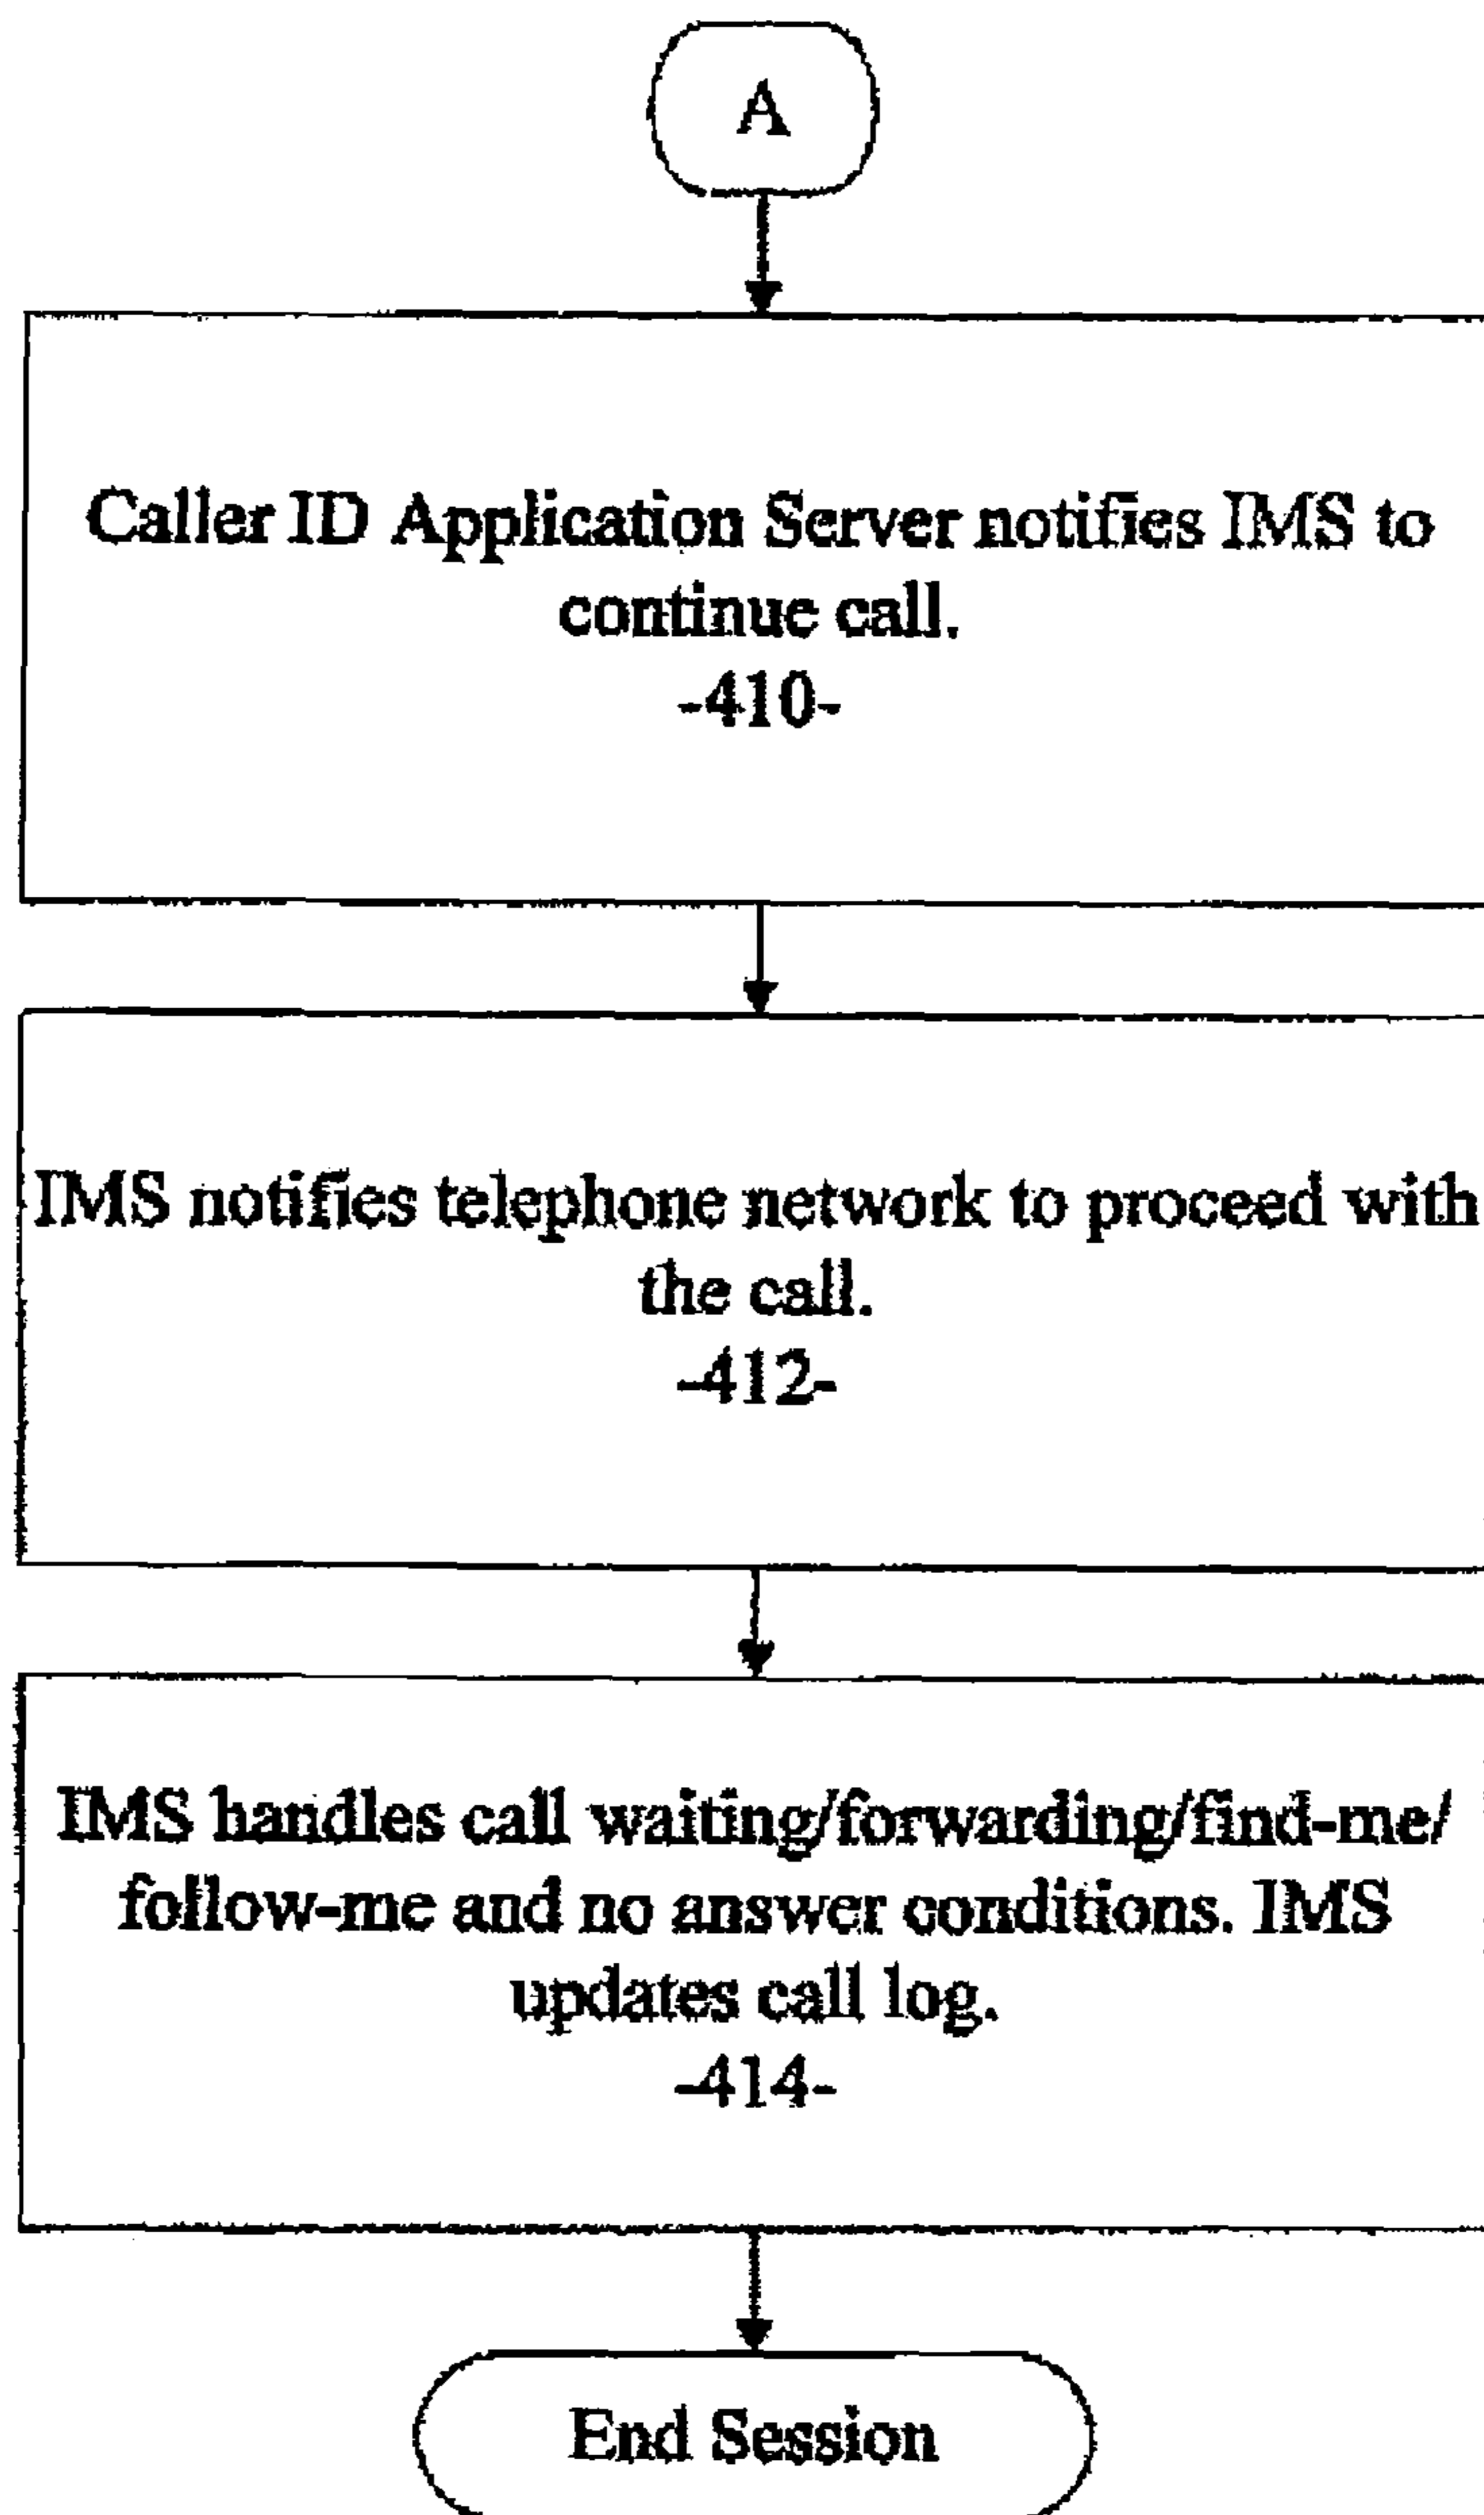 A
Caller ID Application Server notifies IMS to
continue call.
-410-
IMS notifies telephone network to proceed with
the call.
-412-
IMS handles call waiting/forwarding/find-me/
follow-me and no answer conditions. IMS
updates call log.
-414-
End Session